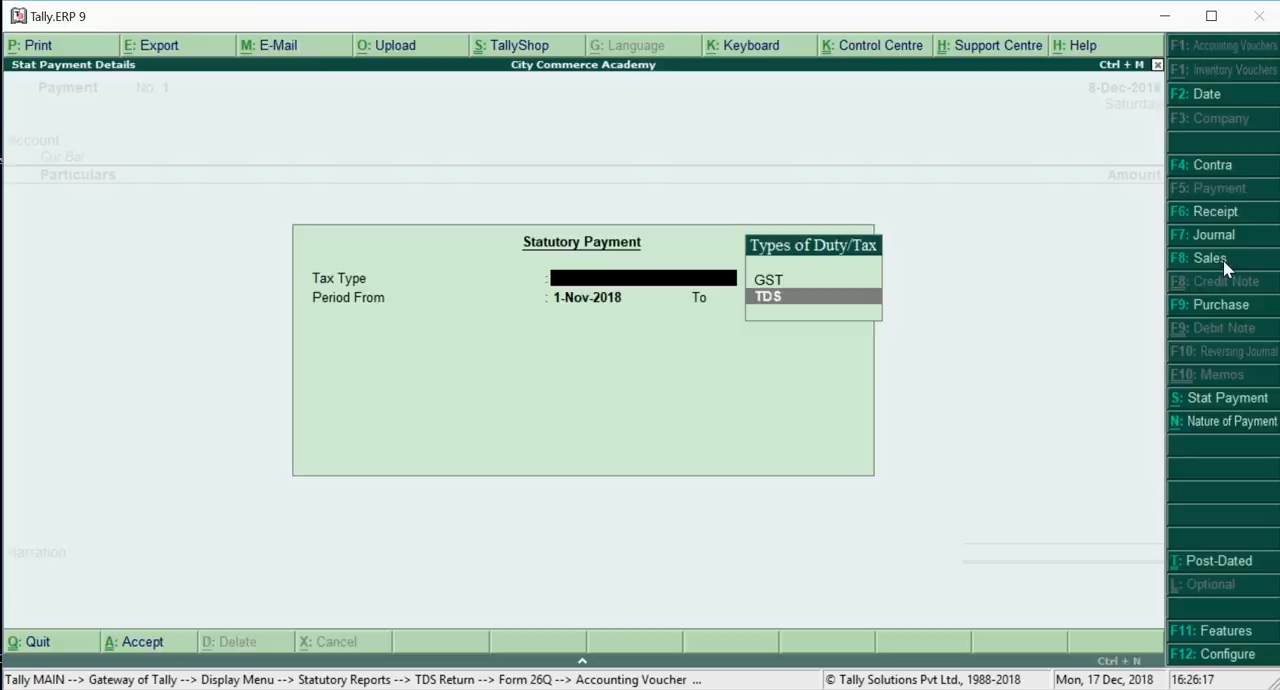 Tally.ERP 9
P: Print E: Export M: E-Mail O: Upload S: TallyShop G: Language K: Keyboard K: Control Centre H: Support Centre H: Help
Stat Payment Details City Commerce Academy Ctrl + M
Payment No. 1 8-Dec-2018
Saturday
Account
Cur Bal
Particulars Amount
Statutory Payment
Tax Type :
Period From : 1-Nov-2018 To
Types of Duty/Tax
GST
TDS
Narration
F1: Accounting Vouchers
F1: Inventory Vouchers
F2: Date
F3: Company
F4: Contra
F5: Payment
F6: Receipt
F7: Journal
F8: Sales
F8: Credit Note
F9: Purchase
F9: Debit Note
F10: Reversing Journal
F10: Memos
S: Stat Payment
N: Nature of Payment
T: Post-Dated
L: Optional
F11: Features
F12: Configure
Q: Quit A: Accept D: Delete X: Cancel
Ctrl + N
Tally MAIN --> Gateway of Tally --> Display Menu --> Statutory Reports --> TDS Return --> Form 26Q --> Accounting Voucher ... © Tally Solutions Pvt Ltd., 1988-2018 Mon, 17 Dec, 2018 16:26:17